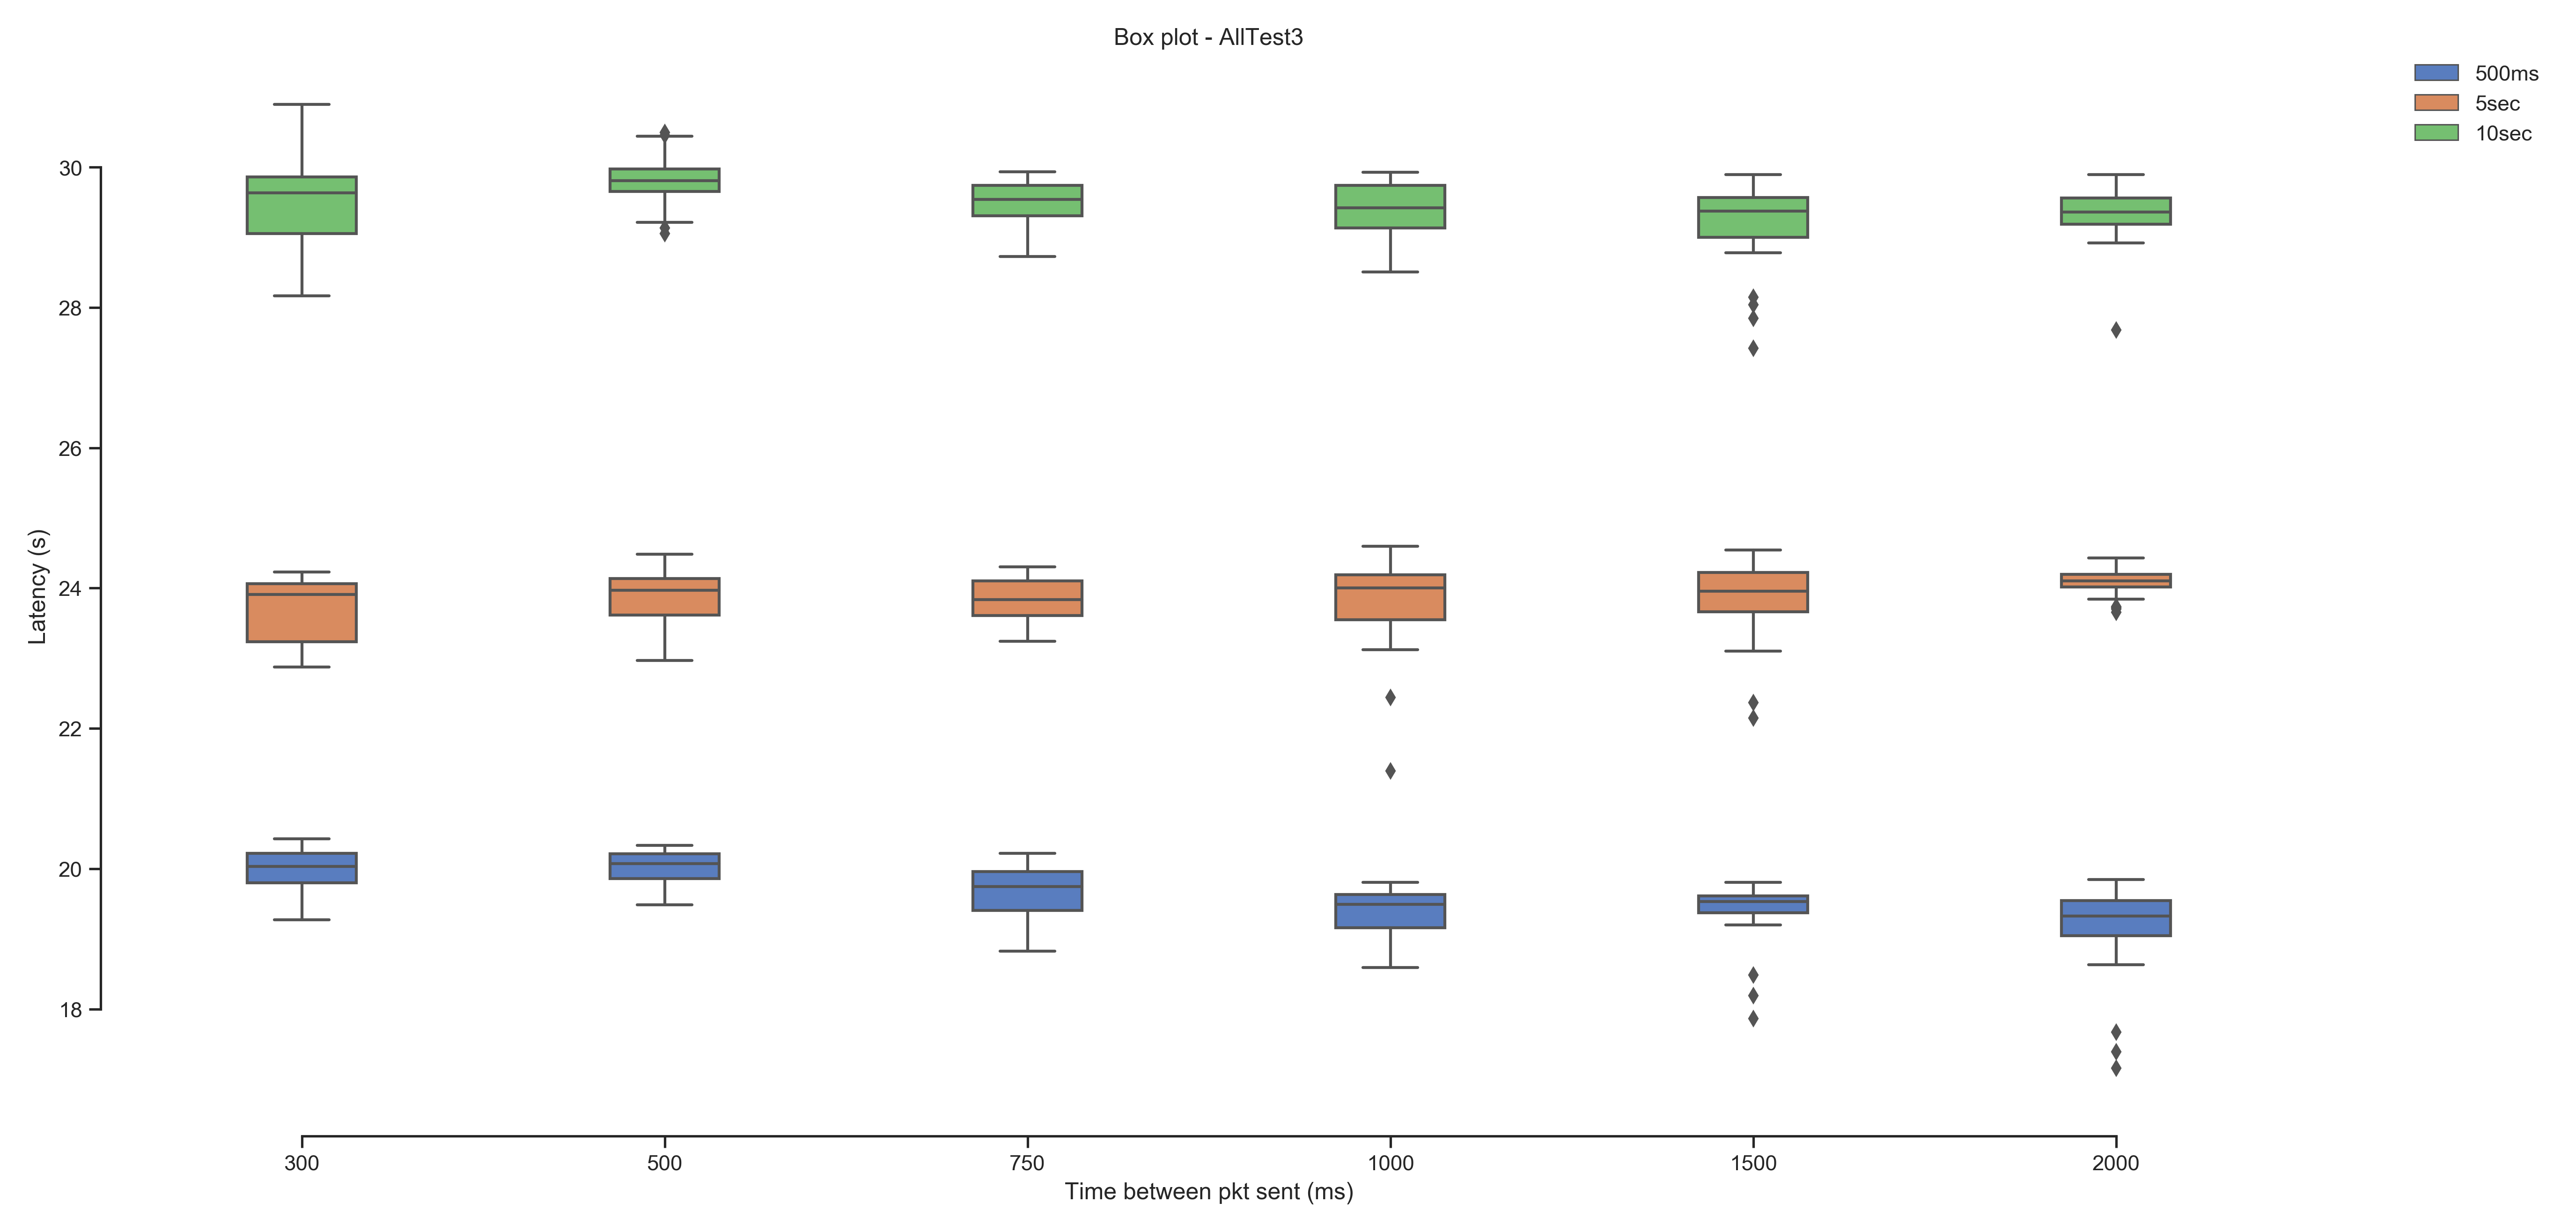 Box plot - AllTest3
500ms
5sec
10sec
30
28
26
24
22
20
18
Latency (s)
300 500 750 1000 1500 2000
Time between pkt sent (ms)